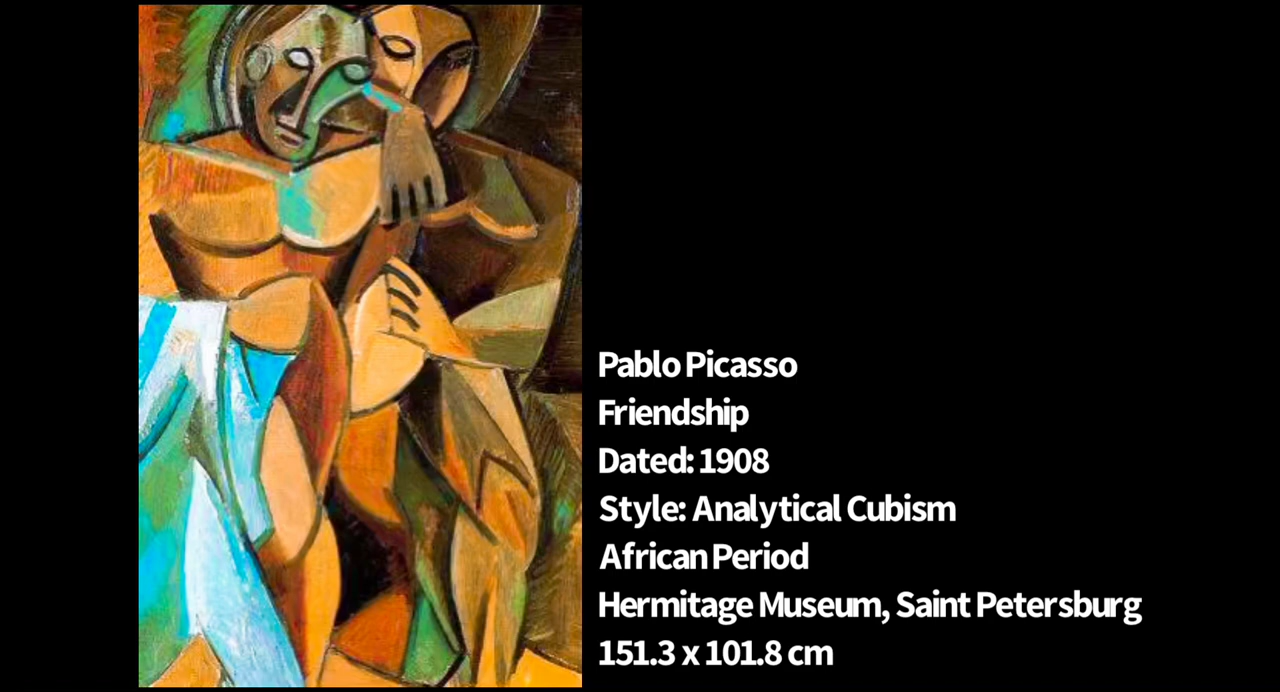 Pablo Picasso
Friendship
Dated: 1908
Style: Analytical Cubism
African Period
Hermitage Museum, Saint Petersburg
151.3 x 101.8 cm